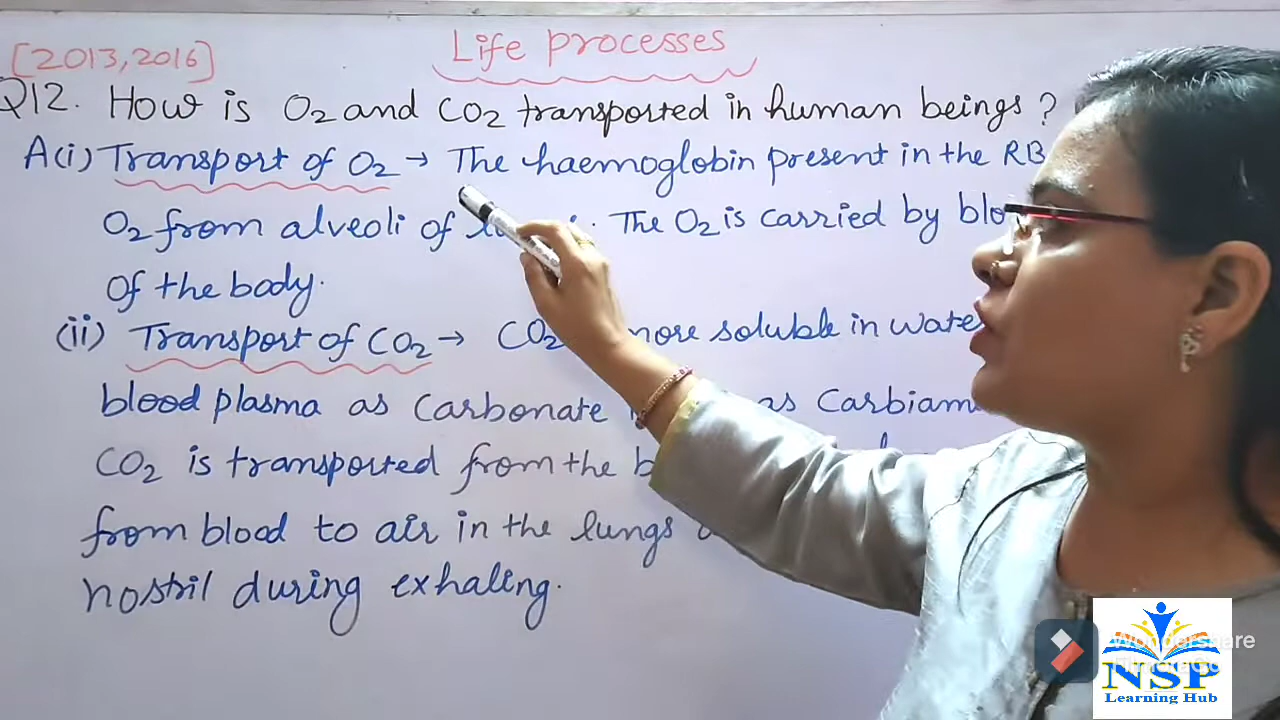 [2013,2016]
Life processes
Q12. How is O2 and CO2 transported in human beings?
A(i) Transport of O2 → The haemoglobin present in the RB
O2 from alveoli of . The O2 is carried by
of the body.
(ii) Transport of CO2 → CO2 more soluble in water
blood plasma as carbonate as
CO2 is transported from the
from blood to air in the lungs
nostril during exhaling.
Wondershare
NSP
Learning Hub